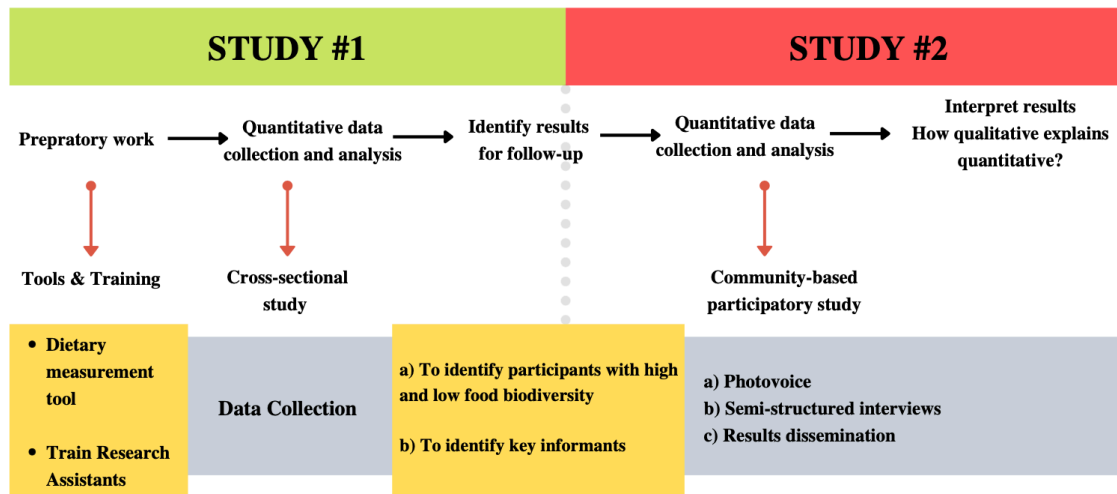 STUDY #1
STUDY #2
Prepratory work
Quantitative data
collection and analysis
Identify results
for follow-up
Quantitative data
collection and analysis
Interpret results
How qualitative explains
quantitative?
Tools & Training
Cross-sectional
study
Community-based
participatory study
• Dietary
measurement
tool
• Train Research
Assistants
Data Collection
a) To identify participants with high
and low food biodiversity
b) To identify key informants
a) Photovoice
b) Semi-structured interviews
c) Results dissemination